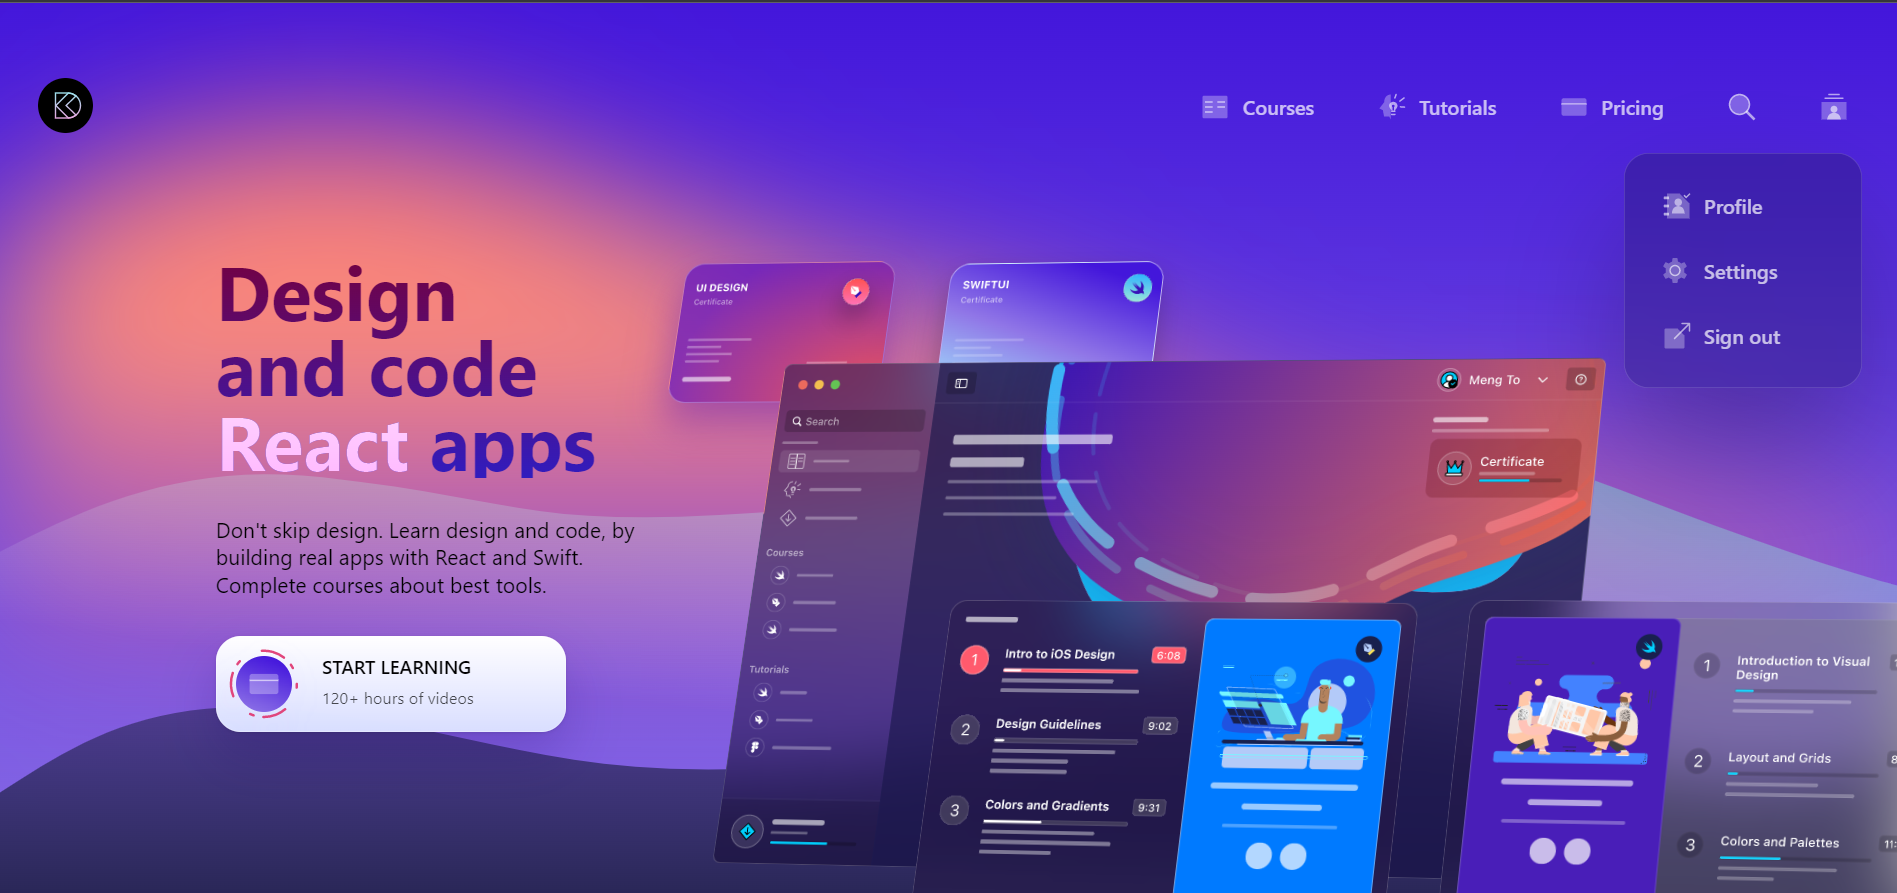 Courses
Tutorials
Pricing
Profile
Settings
Sign out
Design
and code
React apps
Don't skip design. Learn design and code, by
building real apps with React and Swift.
Complete courses about best tools.
START LEARNING
120+ hours of videos
UI DESIGN
Certificate
SWIFTUI
Certificate
Meng To
Search
Certificate
Courses
Tutorials
1 Intro to iOS Design 6:08
2 Design Guidelines 9:02
3 Colors and Gradients 9:31
1 Introduction to Visual
Design
2 Layout and Grids
3 Colors and Palettes 11: